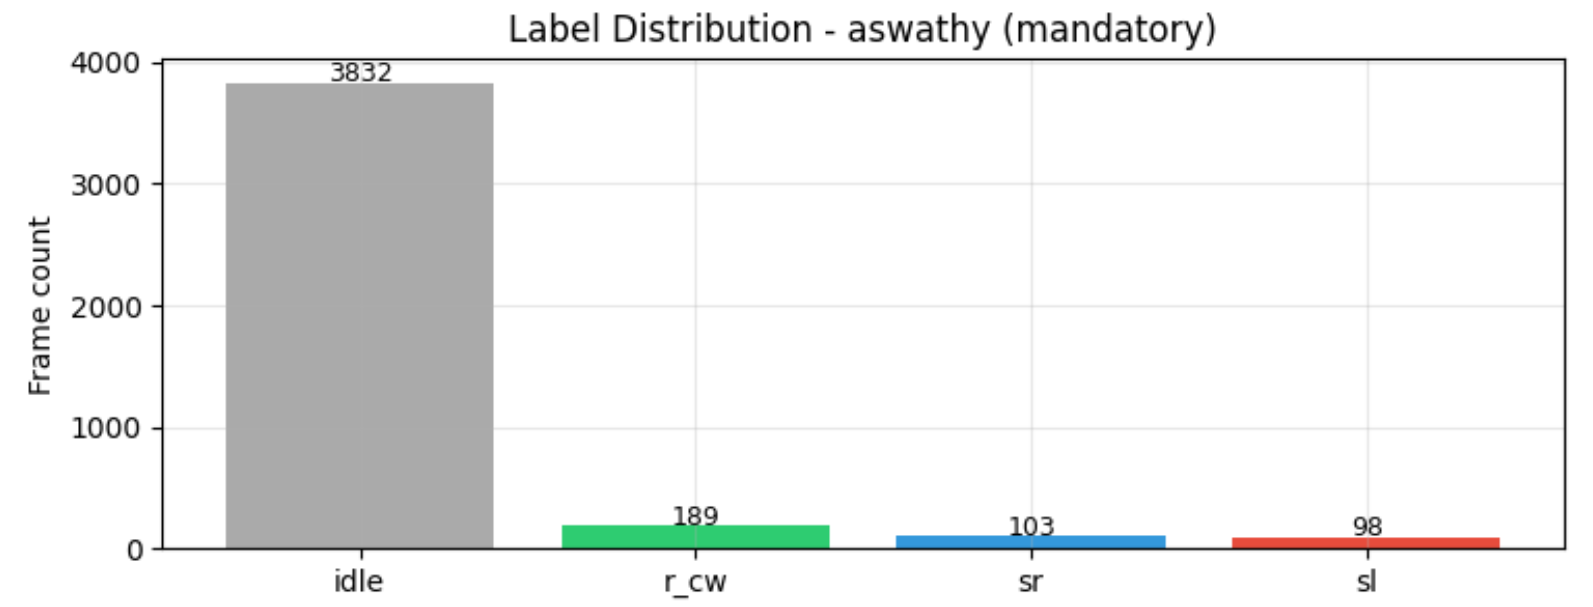 Label Distribution - aswathy (mandatory)
Frame count
4000
3000
2000
1000
0
3832
189
103
98
idle
r_cw
sr
sl